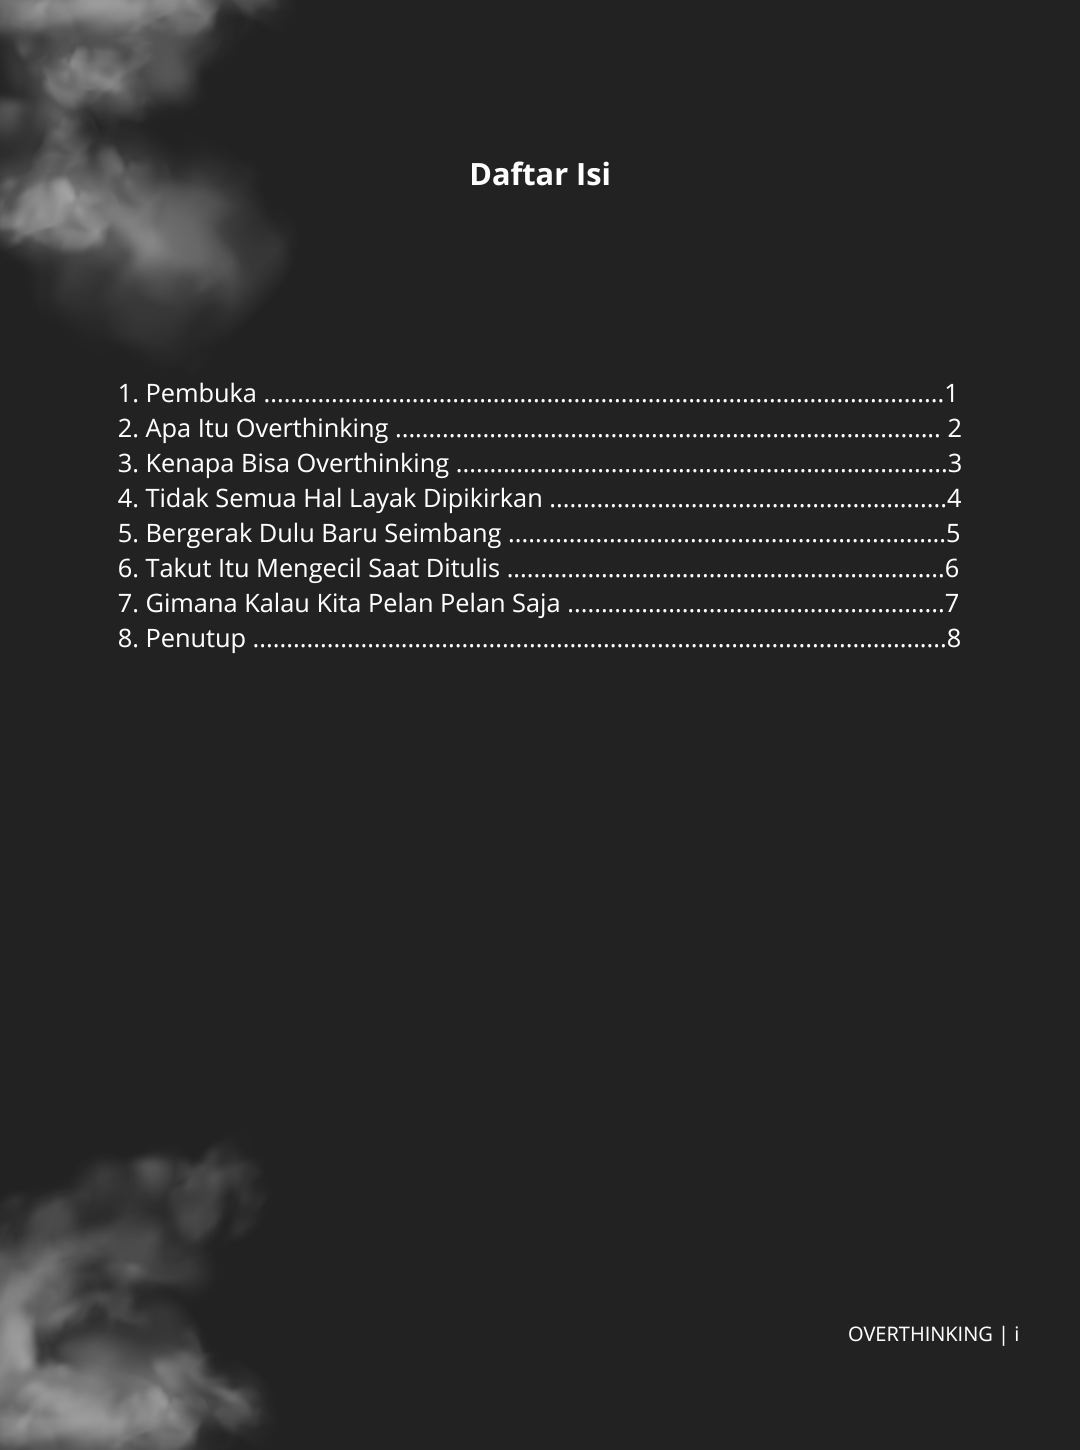 Daftar Isi
1. Pembuka .....................................................................................................1
2. Apa Itu Overthinking ................................................................................. 2
3. Kenapa Bisa Overthinking .........................................................................3
4. Tidak Semua Hal Layak Dipikirkan ...........................................................4
5. Bergerak Dulu Baru Seimbang .................................................................5
6. Takut Itu Mengecil Saat Ditulis .................................................................6
7. Gimana Kalau Kita Pelan Pelan Saja ........................................................7
8. Penutup .......................................................................................................8
OVERTHINKING | i